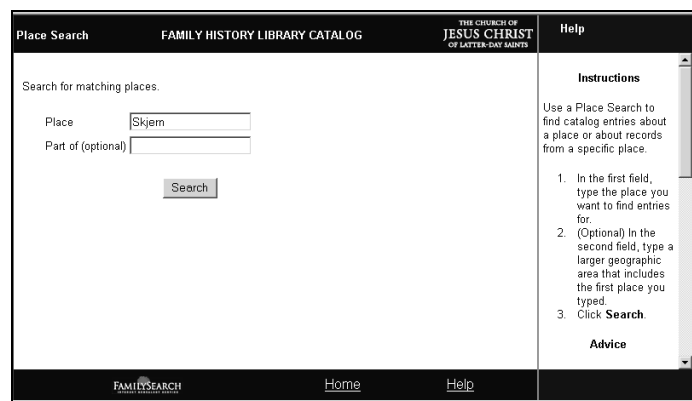 Place Search
FAMILY HISTORY LIBRARY CATALOG
THE CHURCH OF
JESUS CHRIST
OF LATTER-DAY SAINTS
Help
Search for matching places.
Place Skjern
Part of (optional)
Search
Instructions
Use a Place Search to
find catalog entries about
a place or about records
from a specific place.
1. In the first field,
type the place you
want to find entries
for.
2. (Optional) In the
second field, type a
larger geographic
area that includes
the first place you
typed.
3. Click Search.
Advice
FAMILYSEARCH
INTERNET GENEALOGY SERVICE
Home
Help